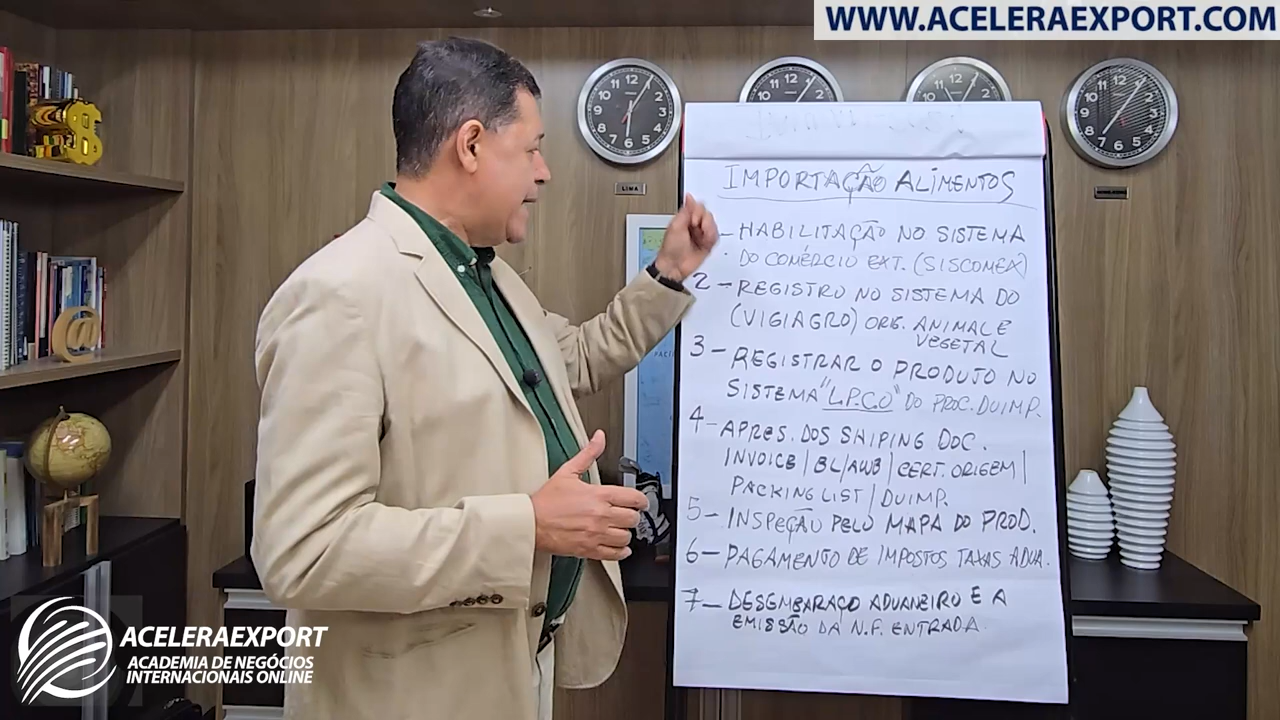 WWW.ACELERAEXPORT.COM
LIMA
IMPORTAÇÃO ALIMENTOS
- HABILITAÇÃO NO SISTEMA
DO COMÉRCIO EXT. (SISCOMEX)
2 - REGISTRO NO SISTEMA DO
(VIGIAGRO) ORG. ANIMAL E
VEGETAL
3 - REGISTRAR O PRODUTO NO
SISTEMA "L.P.C.O" DO PROC. DUIMP.
4 - APRES. DOS SHIPING DOC.
INVOICE | BL/AWB | CERT. ORIGEM |
PACKING LIST | DUIMP.
5 - INSPEÇÃO PELO MAPA DO PROD.
6 - PAGAMENTO DE IMPOSTOS TAXAS ADUA.
7 - DESEMBARAÇO ADUANEIRO E A
EMISSÃO DA N.F. ENTRADA
ACELERAEXPORT
ACADEMIA DE NEGÓCIOS
INTERNACIONAIS ONLINE